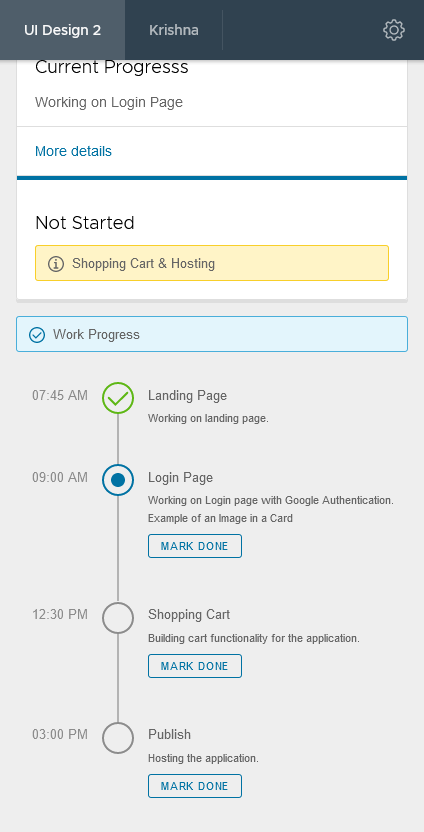 UI Design 2
Krishna
Current Progresss
Working on Login Page
More details
Not Started
Shopping Cart & Hosting
Work Progress
07:45 AM
Landing Page
Working on landing page.
09:00 AM
Login Page
Working on Login page with Google Authentication.
Example of an Image in a Card
MARK DONE
12:30 PM
Shopping Cart
Building cart functionality for the application.
MARK DONE
03:00 PM
Publish
Hosting the application.
MARK DONE